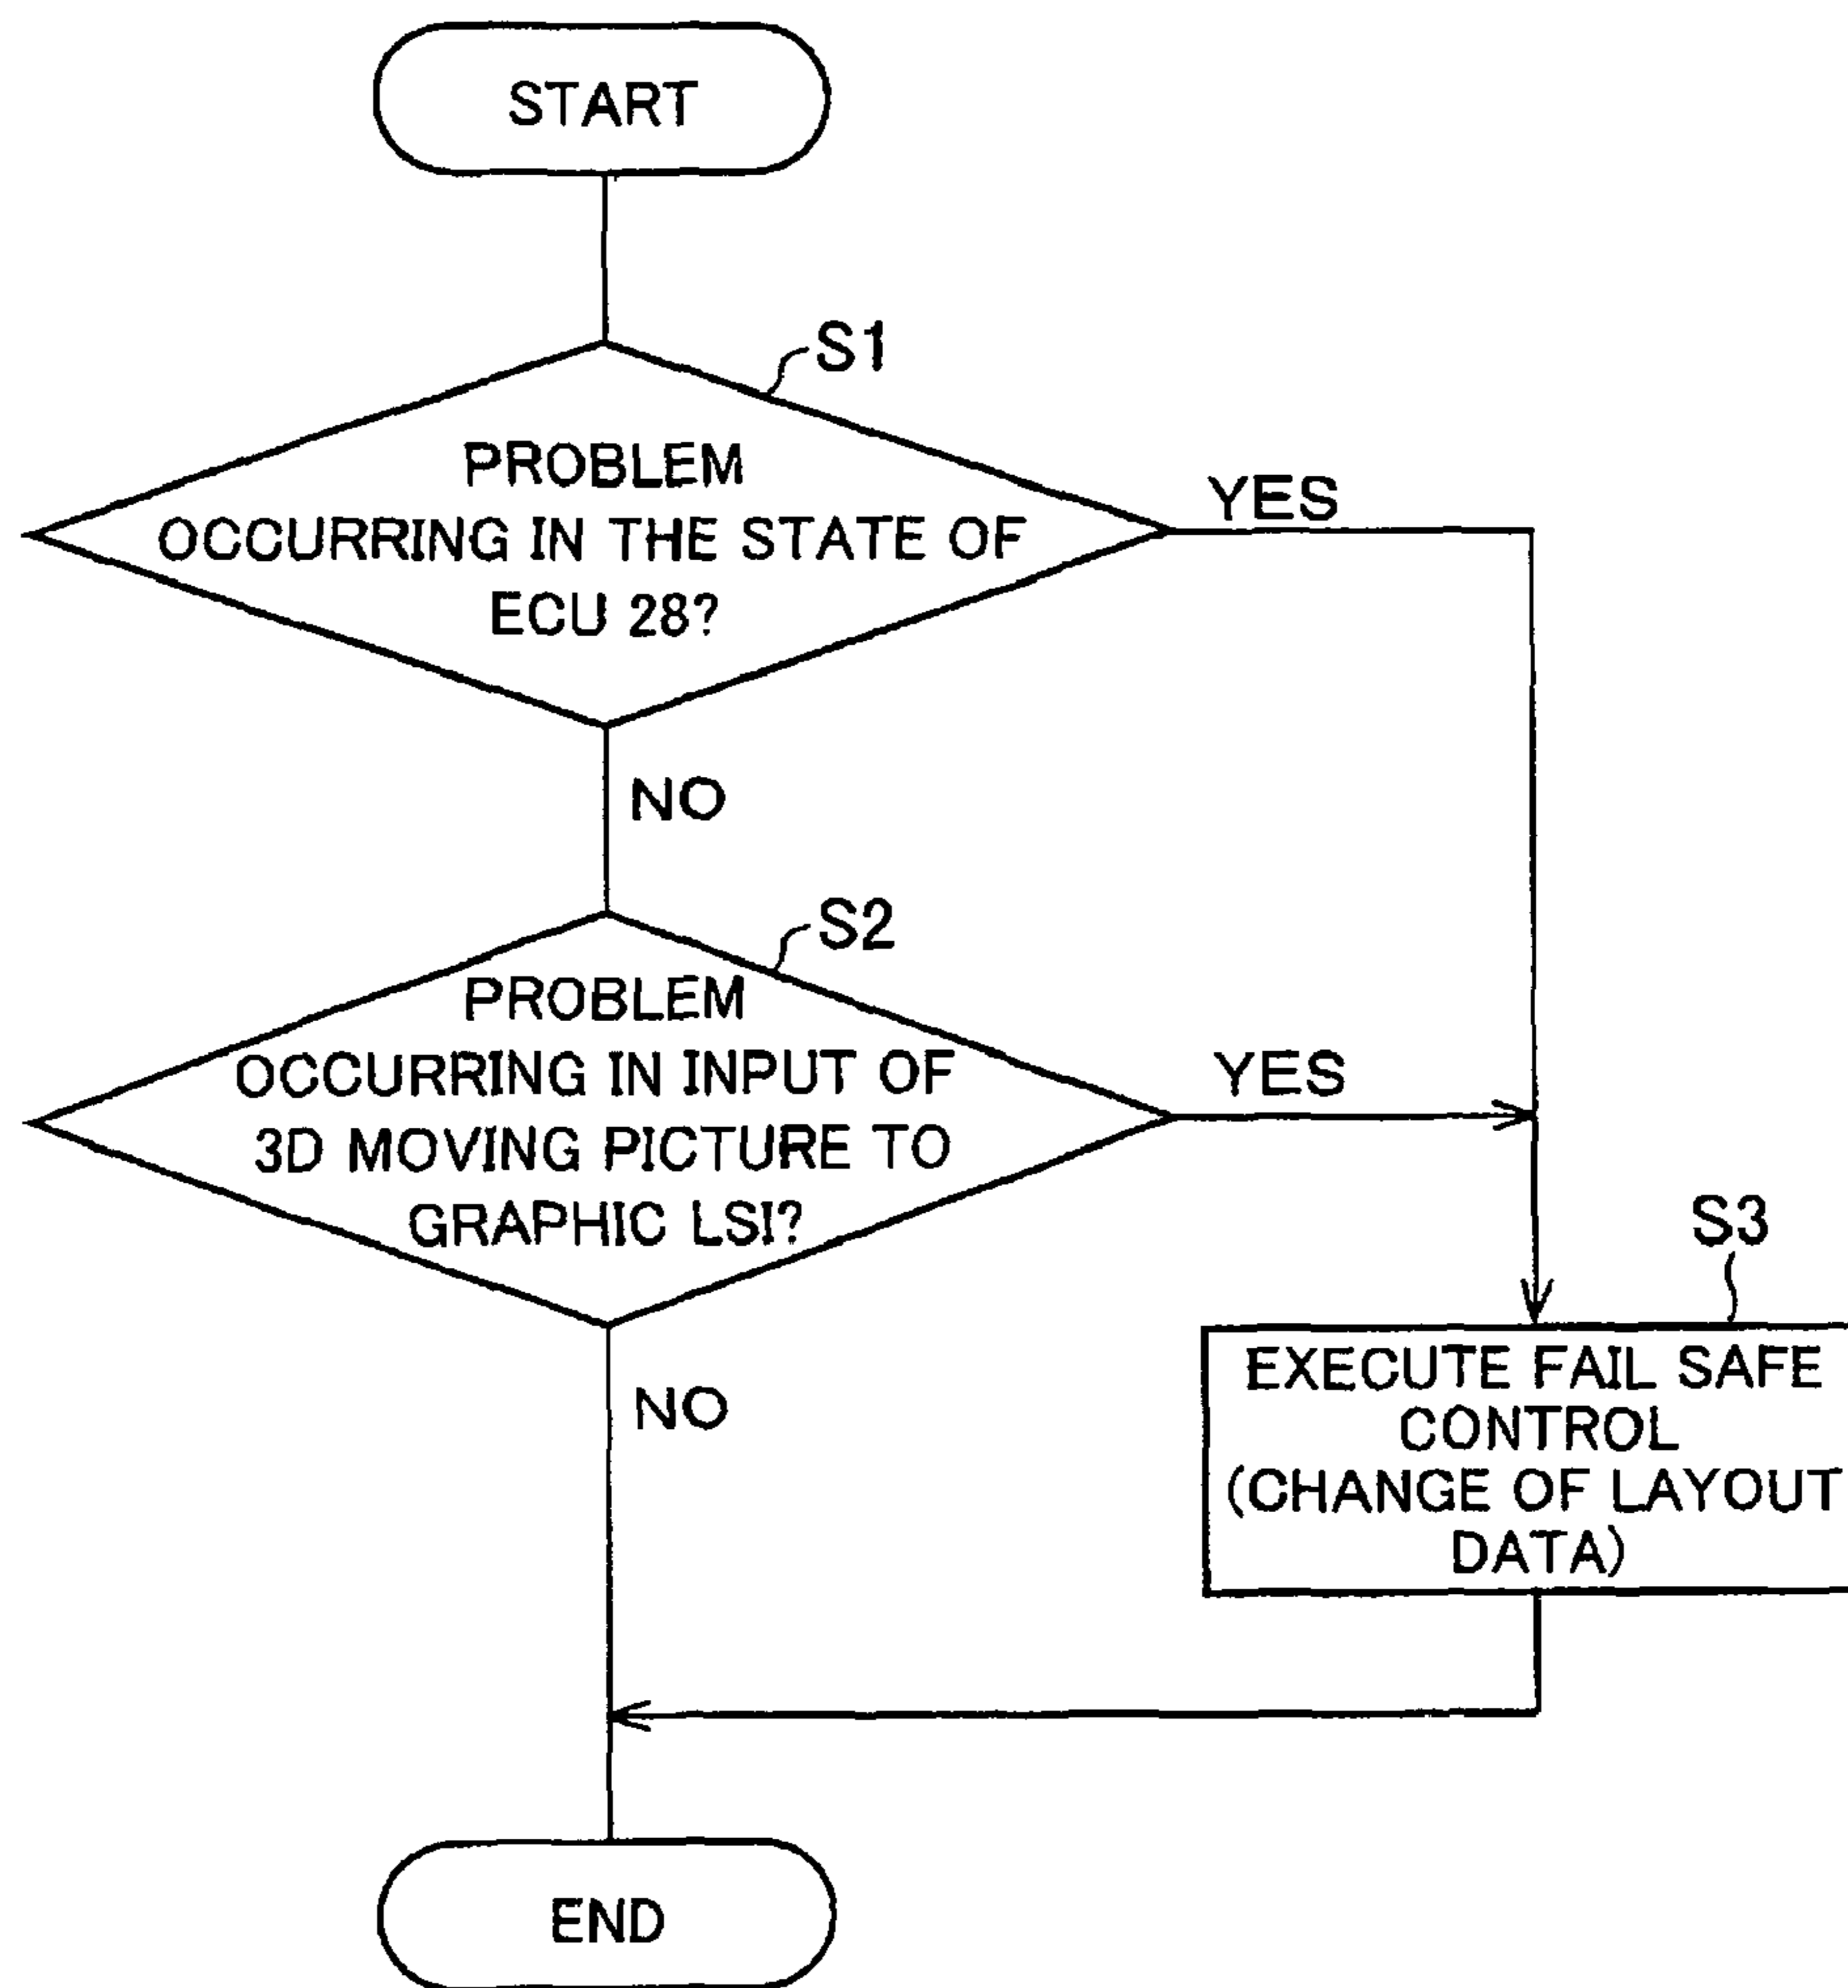 START
S1
PROBLEM
OCCURRING IN THE STATE OF
ECU 28?
YES
NO
S2
PROBLEM
OCCURRING IN INPUT OF
3D MOVING PICTURE TO
GRAPHIC LSI?
YES
NO
S3
EXECUTE FAIL SAFE
CONTROL
(CHANGE OF LAYOUT
DATA)
END